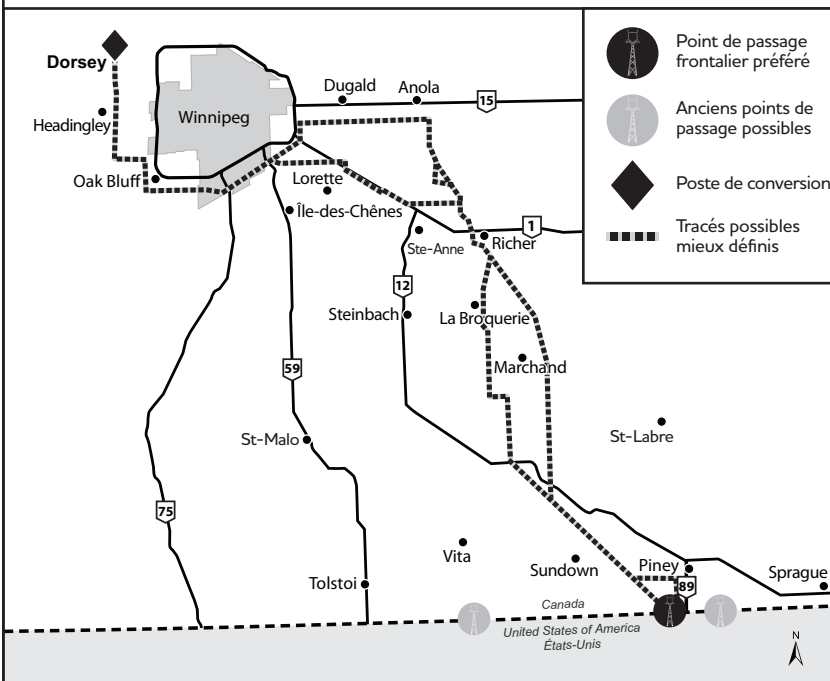 Point de passage
frontalier préféré
Anciens points de
passage possibles
Poste de conversion
Tracés possibles
mieux définis
Dorsey
Headingley
Oak Bluff
Winnipeg
Dugald
Anola
15
Lorette
Île-des-Chênes
Ste-Anne
1
Richer
12
Steinbach
La Broquerie
59
Marchand
St-Malo
St-Labre
75
Vita
Sundown
Piney
89
Sprague
Tolstoi
Canada
United States of America
États-Unis
N